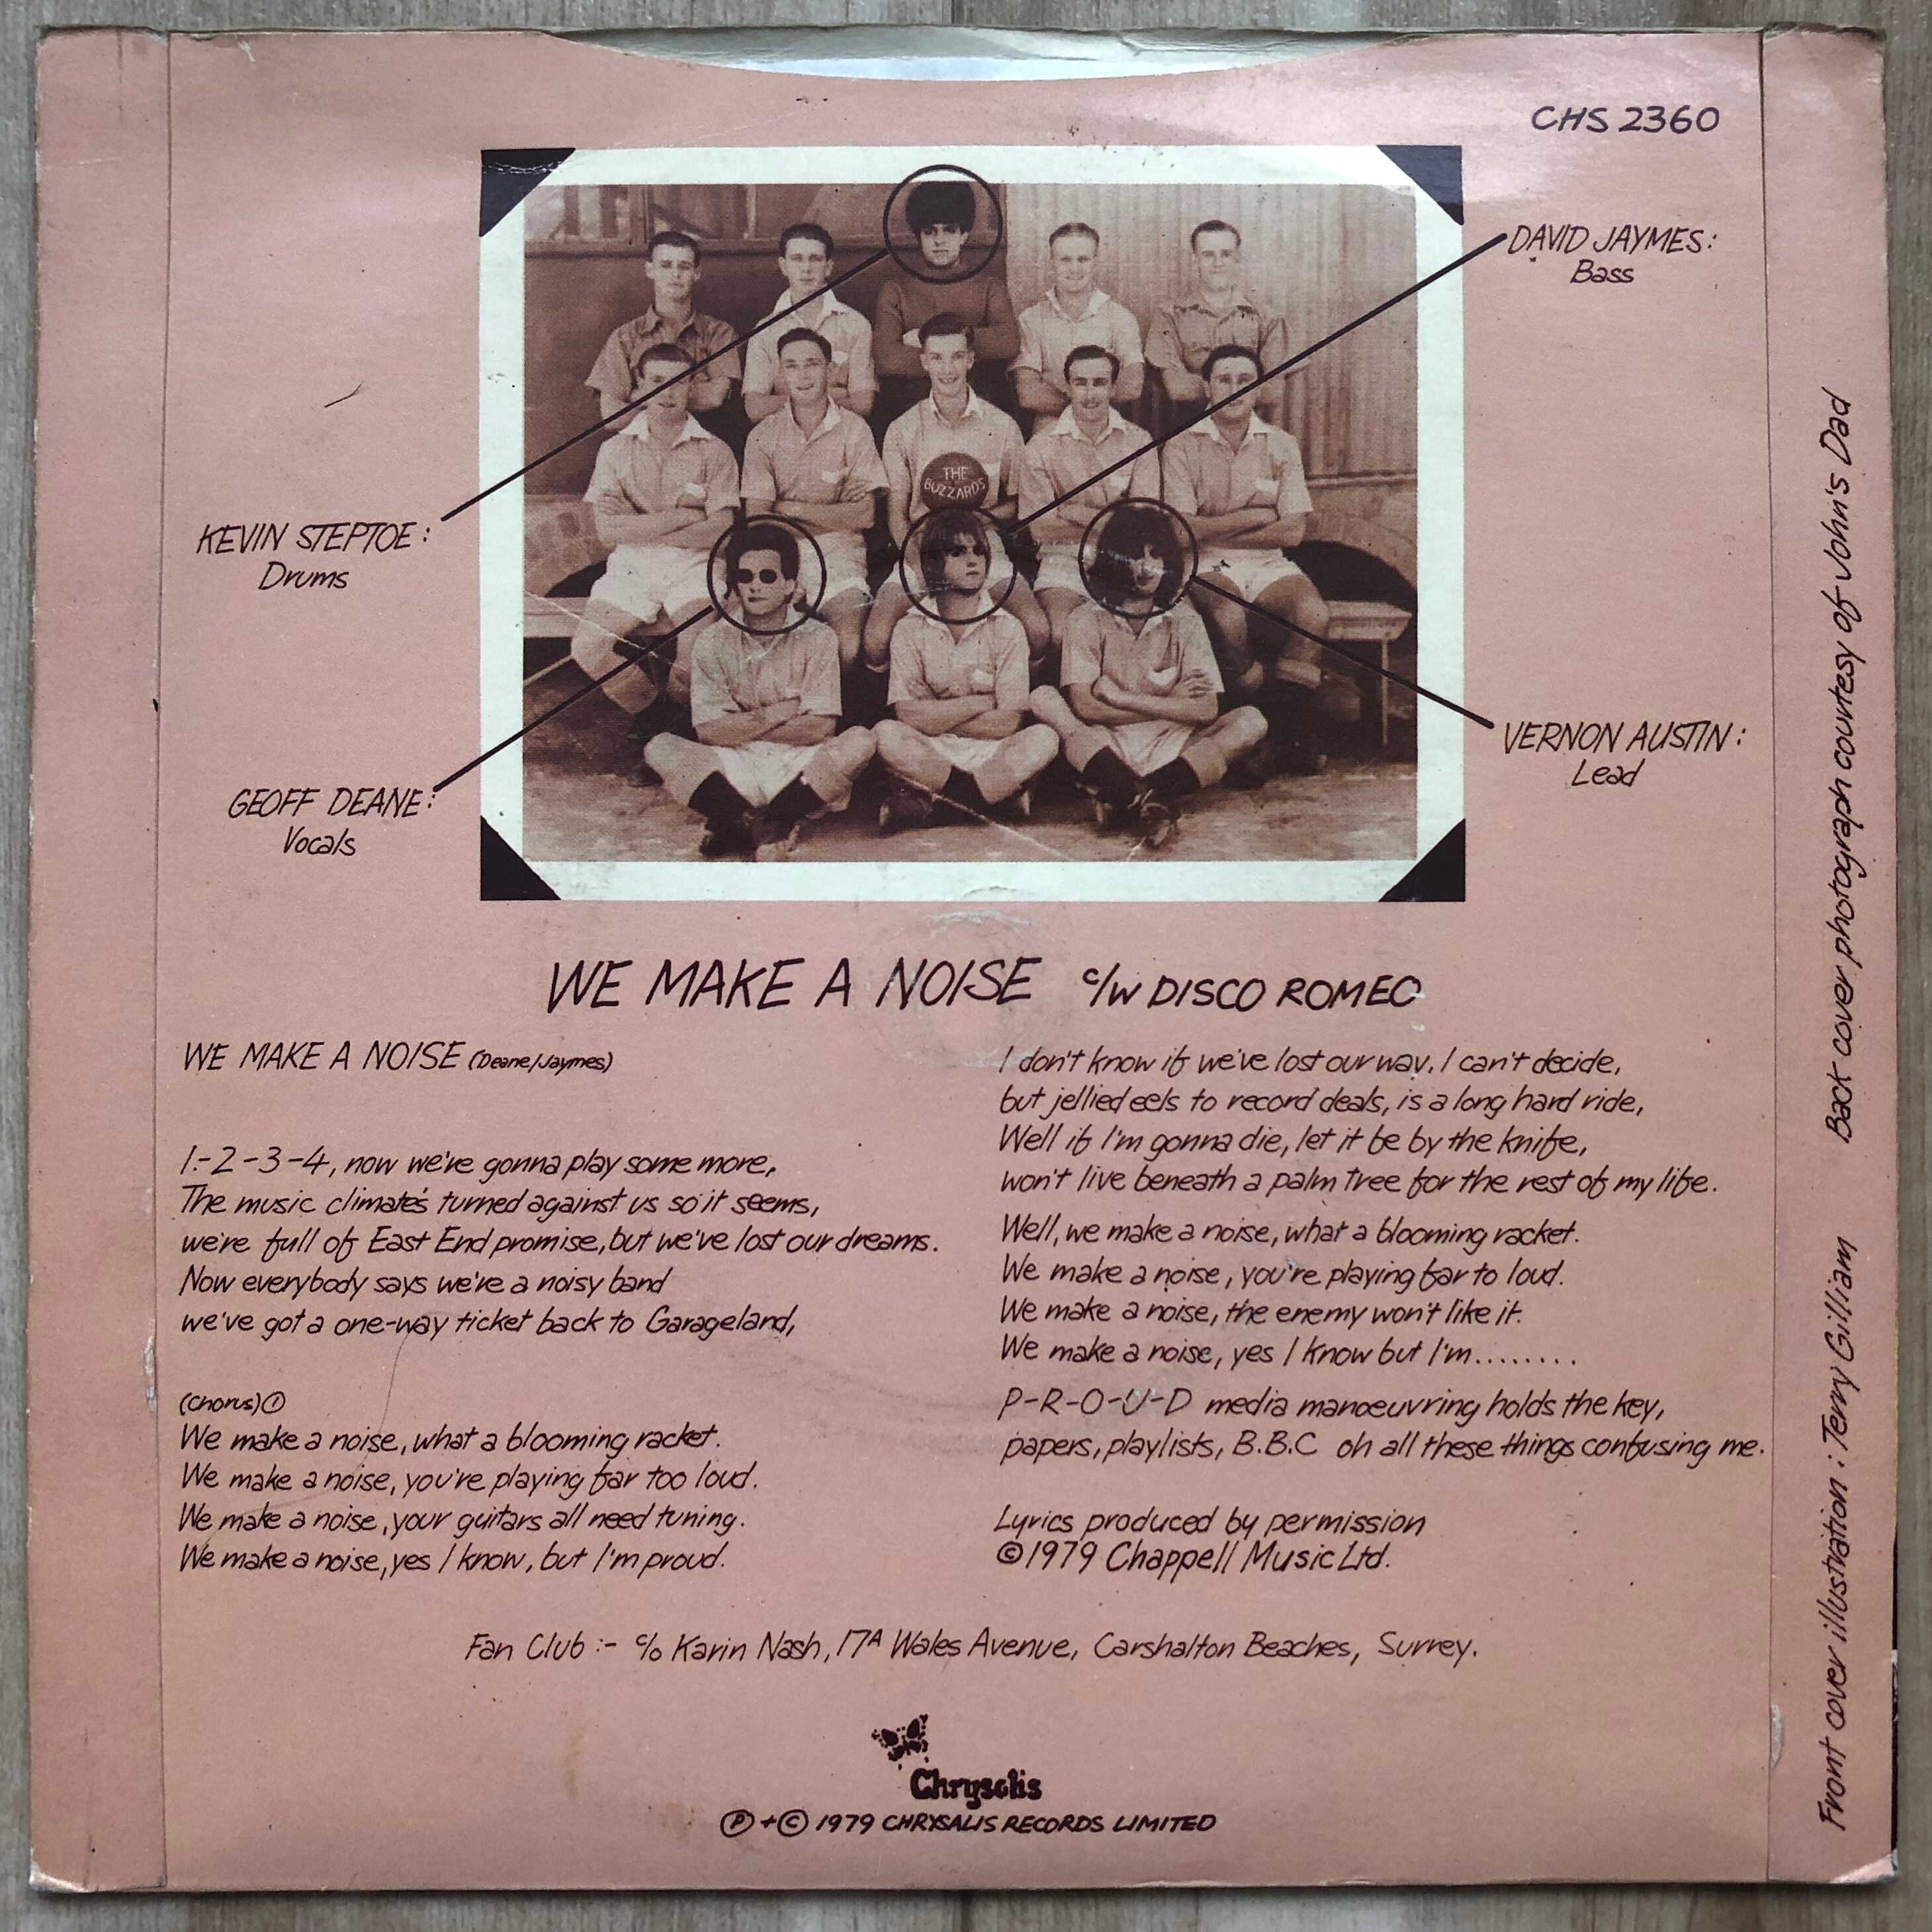 CHS 2360
DAVID JAYMES:
Bass
THE
BUZZARDS
KEVIN STEPTOE:
Drums
VERNON AUSTIN:
Lead
GEOFF DEANE:
Vocals
WE MAKE A NOISE c/w DISCO ROMEO
WE MAKE A NOISE (Deane/Jaymes)
1-2-3-4, now we're gonna play some more,
The music climate's turned against us so it seems,
we're full of East End promise, but we've lost our dreams.
Now everybody says we're a noisy band
we've got a one-way ticket back to Garageland,
(Chorus) ①
We make a noise, what a blooming racket.
We make a noise, you're playing far too loud.
We make a noise, your guitars all need tuning.
We make a noise, yes I know, but I'm proud.
I don't know if we've lost our way, I can't decide,
but jellied eels to record deals, is a long hard ride,
Well if I'm gonna die, let it be by the knife,
won't live beneath a palm tree for the rest of my life.
Well, we make a noise, what a blooming racket.
We make a noise, you're playing far to loud.
We make a noise, the enemy won't like it.
We make a noise, yes I know but I'm........
P-R-O-U-D media manoeuvring holds the key,
papers, playlists, B.B.C oh all these things confusing me.
Lyrics produced by permission
©1979 Chappell Music Ltd.
Fan Club :- c/o Karin Nash, 17A Wales Avenue, Carshalton Beaches, Surrey.
Chrysalis
Ⓟ+© 1979 CHRYSALIS RECORDS LIMITED
Front cover illustration : Terry Gilliam Back cover photograph courtesy of John's Dad